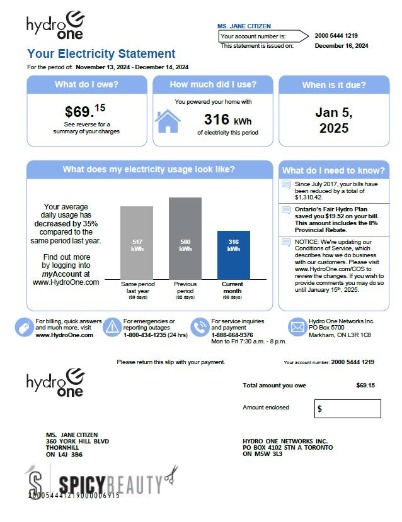 hydro one
MS. JANE CITIZEN
Your account number is: 2000 5444 1219
This statement is issued on: December 16, 2024
Your Electricity Statement
For the period of: November 13, 2024 - December 14, 2024
What do I owe?
$69.15
See reverse for a
summary of your charges
How much did I use?
You powered your home with
316 kWh
of electricity this period
When is it due?
Jan 5,
2025
What does my electricity usage look like?
Your average
daily usage has
decreased by 35%
compared to the
same period last year.
Find out more
by logging into
myAccount at
www.HydroOne.com
517
kWh
kWh
316
kWh
Same period
last year
Previous
period
Current
month
What do I need to know?
Since July 2017, your bills have
been reduced by a total of
$1,310.42.
Ontario's Fair Hydro Plan
saved you $19.52 on your bill.
This amount includes the 8%
Provincial Rebate.
NOTICE: We're updating our
Conditions of Service, which
describes how we do business
with our customers. Please visit
www.HydroOne.com/COS to
review the changes. If you wish to
provide comments you may do so
until January 15th, 2025.
For billing, quick answers
and much more, visit
www.HydroOne.com
For emergencies or
reporting outages
1-800-434-1235 (24 hrs)
For service inquiries
and payment
1-888-664-9376
Mon to Fri 7:30 a.m. - 8 p.m.
Hydro One Networks Inc.
PO Box 5700
Markham, ON L3R 1C8
Please return this slip with your payment.
Your account number: 2000 5444 1219
hydro one
Total amount you owe $69.15
Amount enclosed $
MS. JANE CITIZEN
360 YORK HILL BLVD
THORNHILL
ON L4J 3B6
HYDRO ONE NETWORKS INC.
PO BOX 4102 STN A TORONTO
ON M5W 3L3
SPICYBEAUTY